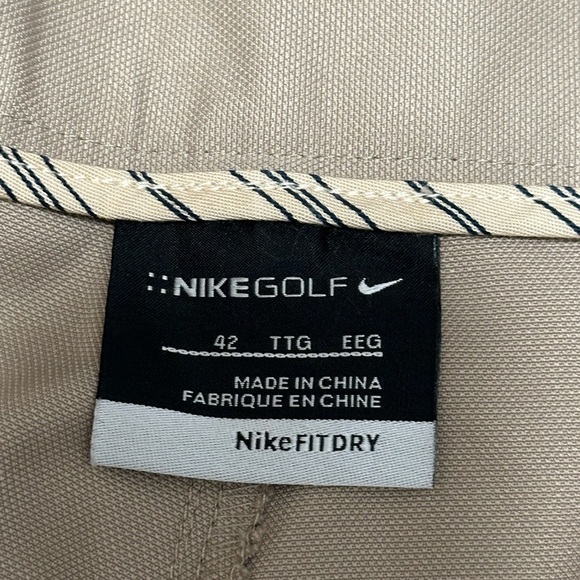 NIKEGOLF
42 TTG EEG
MADE IN CHINA
FABRIQUE EN CHINE
NikeFITDRY